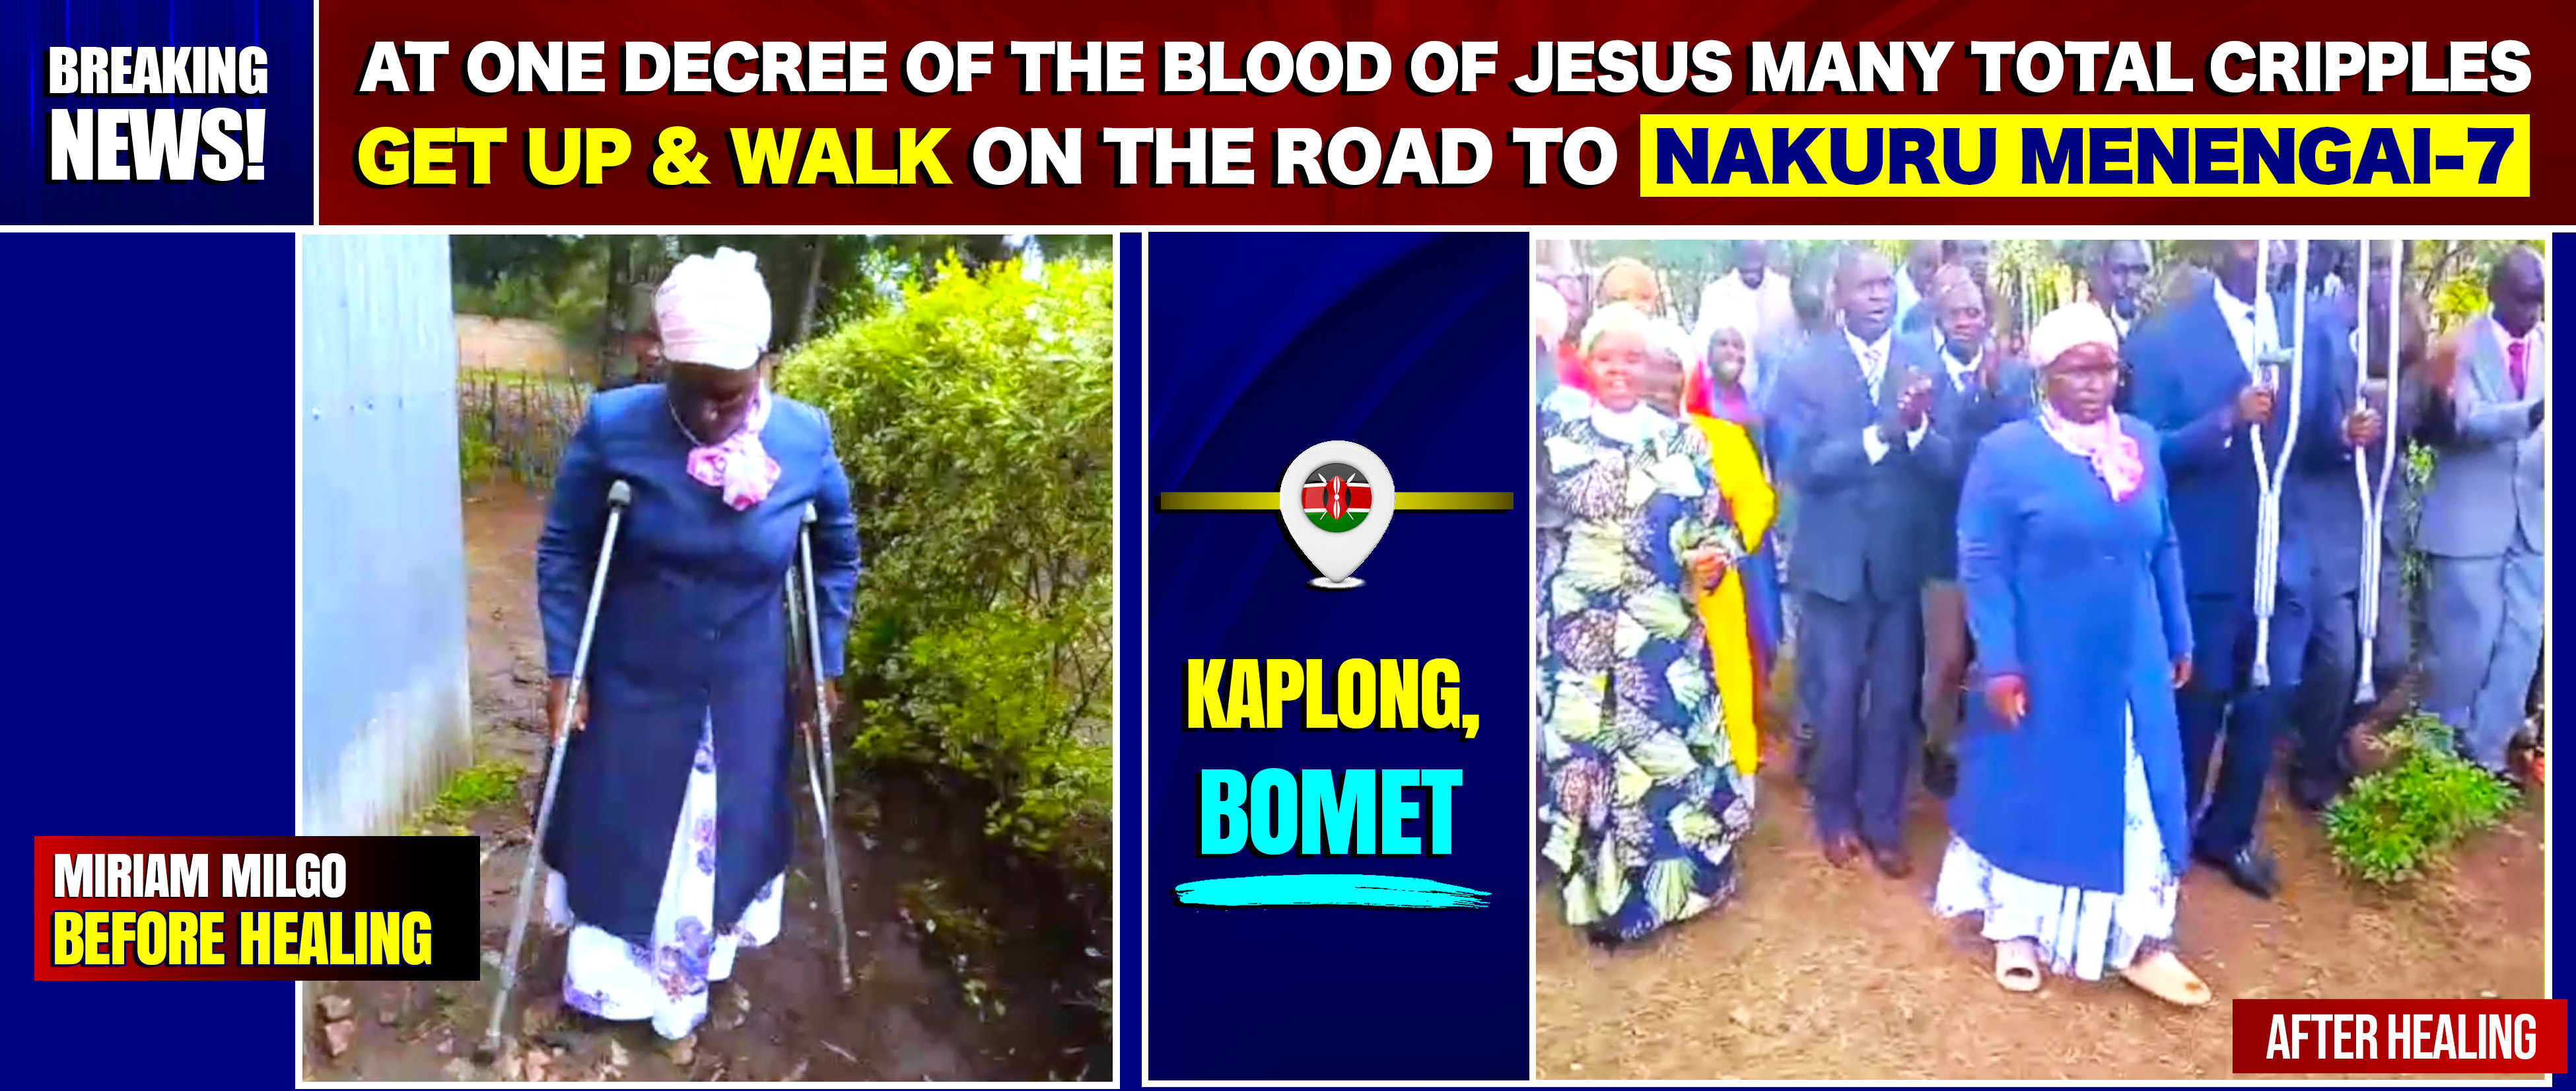 BREAKING
NEWS!
AT ONE DECREE OF THE BLOOD OF JESUS MANY TOTAL CRIPPLES
GET UP & WALK ON THE ROAD TO NAKURU MENENGAI-7
KAPLONG,
BOMET
MIRIAM MILGO
BEFORE HEALING
AFTER HEALING